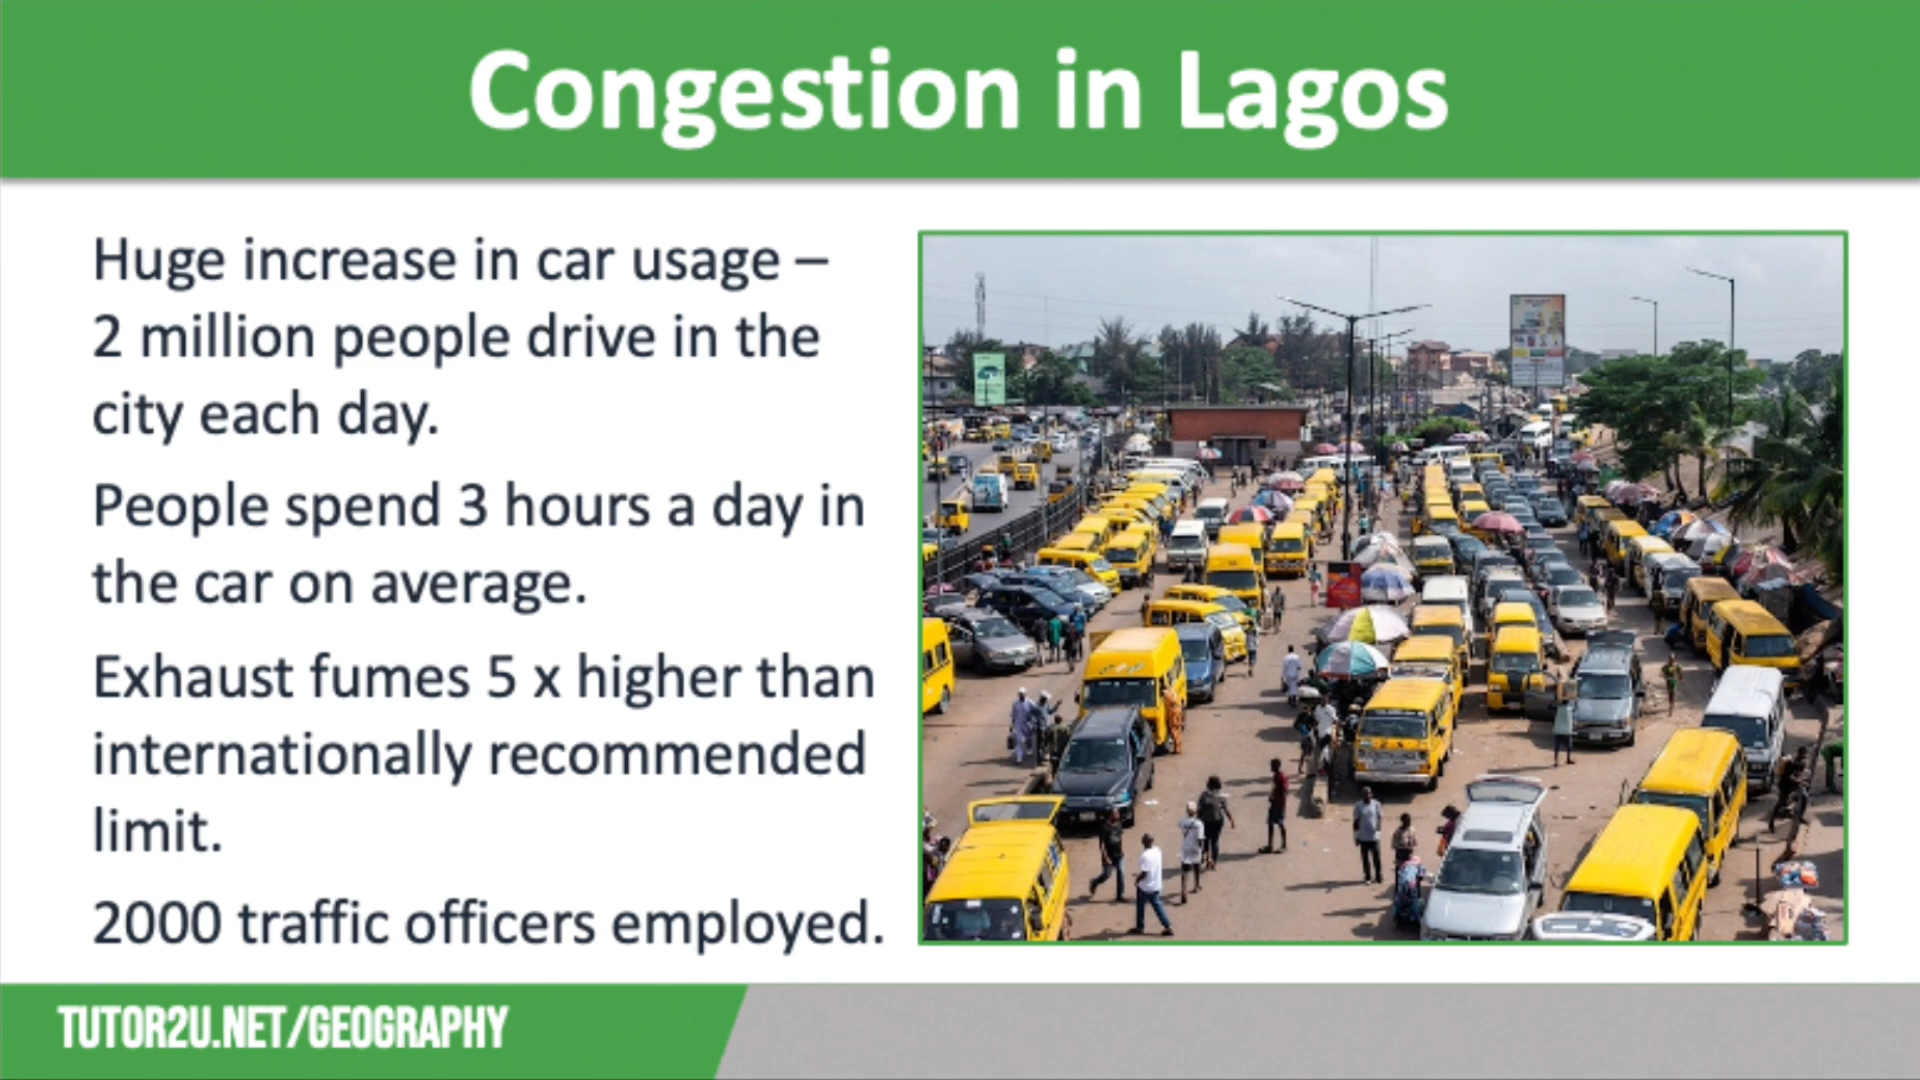 Congestion in Lagos
Huge increase in car usage –
2 million people drive in the
city each day.
People spend 3 hours a day in
the car on average.
Exhaust fumes 5 x higher than
internationally recommended
limit.
2000 traffic officers employed.
TUTOR2U.NET/GEOGRAPHY